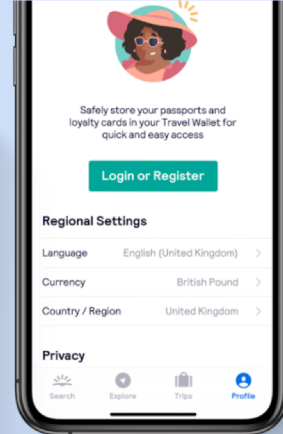 Safely store your passports and
loyalty cards in your Travel Wallet for
quick and easy access
Login or Register
Regional Settings
Language English (United Kingdom)
Currency British Pound
Country / Region United Kingdom
Privacy
Search Explore Trips Profile